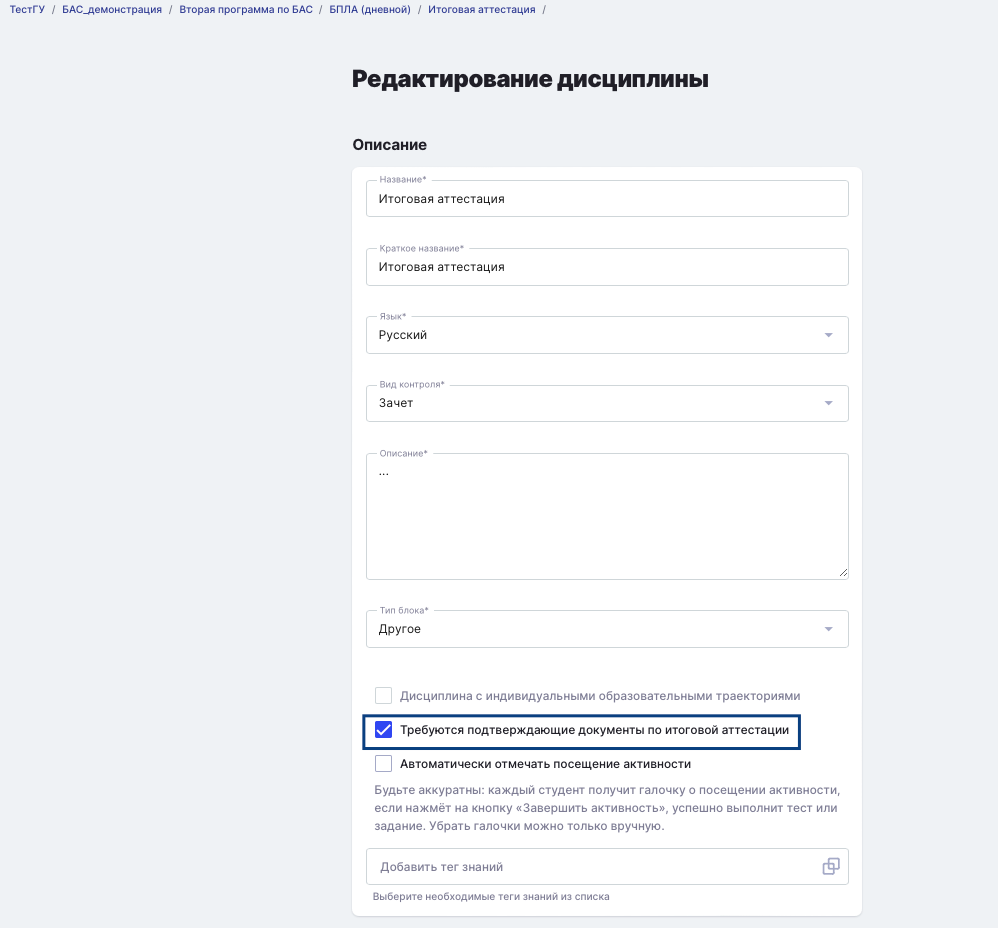 ТестГУ / БАС_демонстрация / Вторая программа по БАС / БПЛА (дневной) / Итоговая аттестация /
Редактирование дисциплины
Описание
Название*
Итоговая аттестация
Краткое название*
Итоговая аттестация
Язык*
Русский
Вид контроля*
Зачет
Описание*
...
Тип блока*
Другое
Дисциплина с индивидуальными образовательными траекториями
Требуются подтверждающие документы по итоговой аттестации
Автоматически отмечать посещение активности
Будьте аккуратны: каждый студент получит галочку о посещении активности,
если нажмёт на кнопку «Завершить активность», успешно выполнит тест или
задание. Убрать галочки можно только вручную.
Добавить тег знаний
Выберите необходимые теги знаний из списка